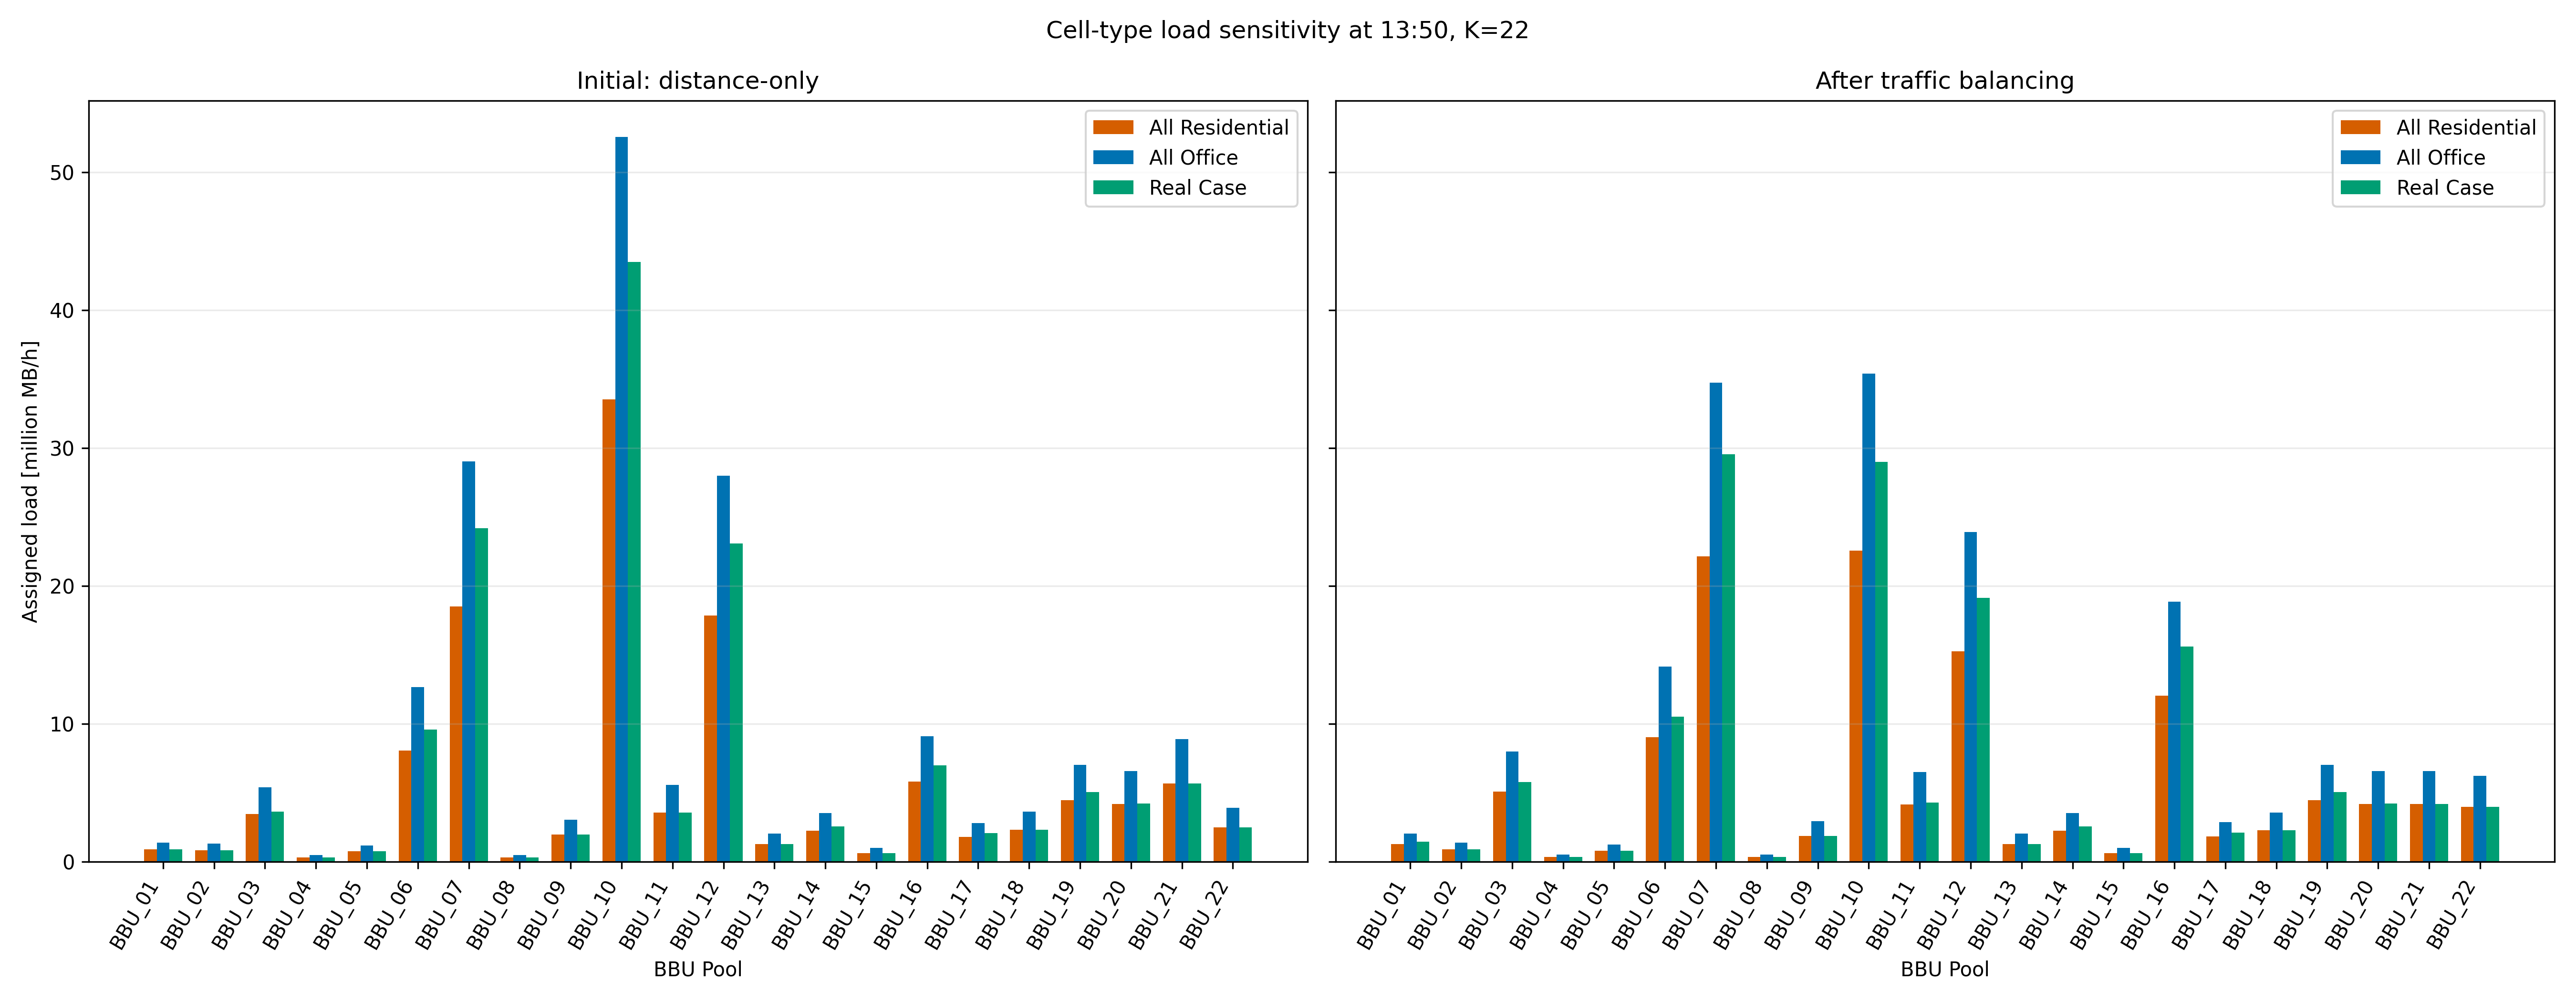 Cell-type load sensitivity at 13:50, K=22
Initial: distance-only
All Residential
All Office
Real Case
Assigned load [million MB/h]
50
40
30
20
10
0
BBU_01
BBU_02
BBU_03
BBU_04
BBU_05
BBU_06
BBU_07
BBU_08
BBU_09
BBU_10
BBU_11
BBU_12
BBU_13
BBU_14
BBU_15
BBU_16
BBU_17
BBU_18
BBU_19
BBU_20
BBU_21
BBU_22
BBU Pool
After traffic balancing
All Residential
All Office
Real Case
BBU_01
BBU_02
BBU_03
BBU_04
BBU_05
BBU_06
BBU_07
BBU_08
BBU_09
BBU_10
BBU_11
BBU_12
BBU_13
BBU_14
BBU_15
BBU_16
BBU_17
BBU_18
BBU_19
BBU_20
BBU_21
BBU_22
BBU Pool